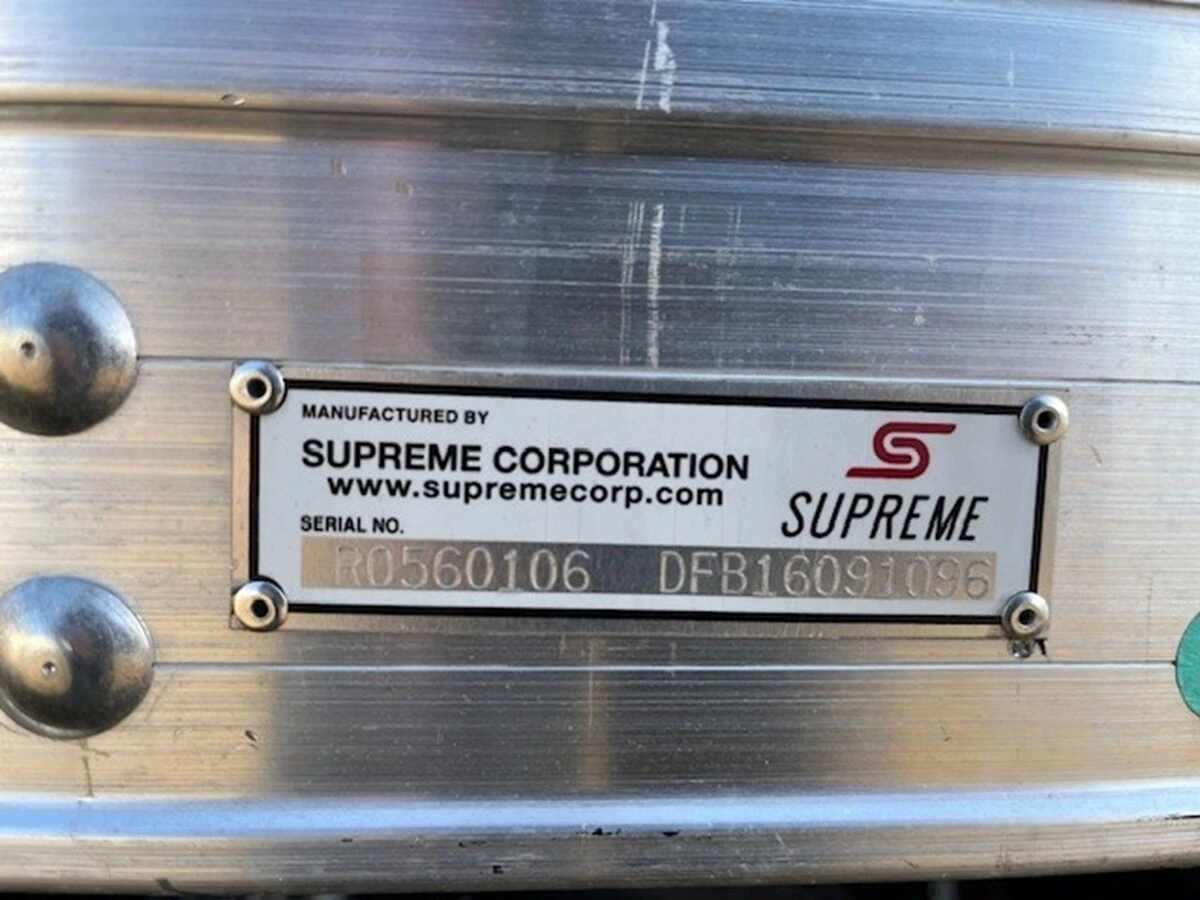 MANUFACTURED BY
SUPREME CORPORATION
www.supremecorp.com
SUPREME
SERIAL NO.
R0560106 DFB16091096